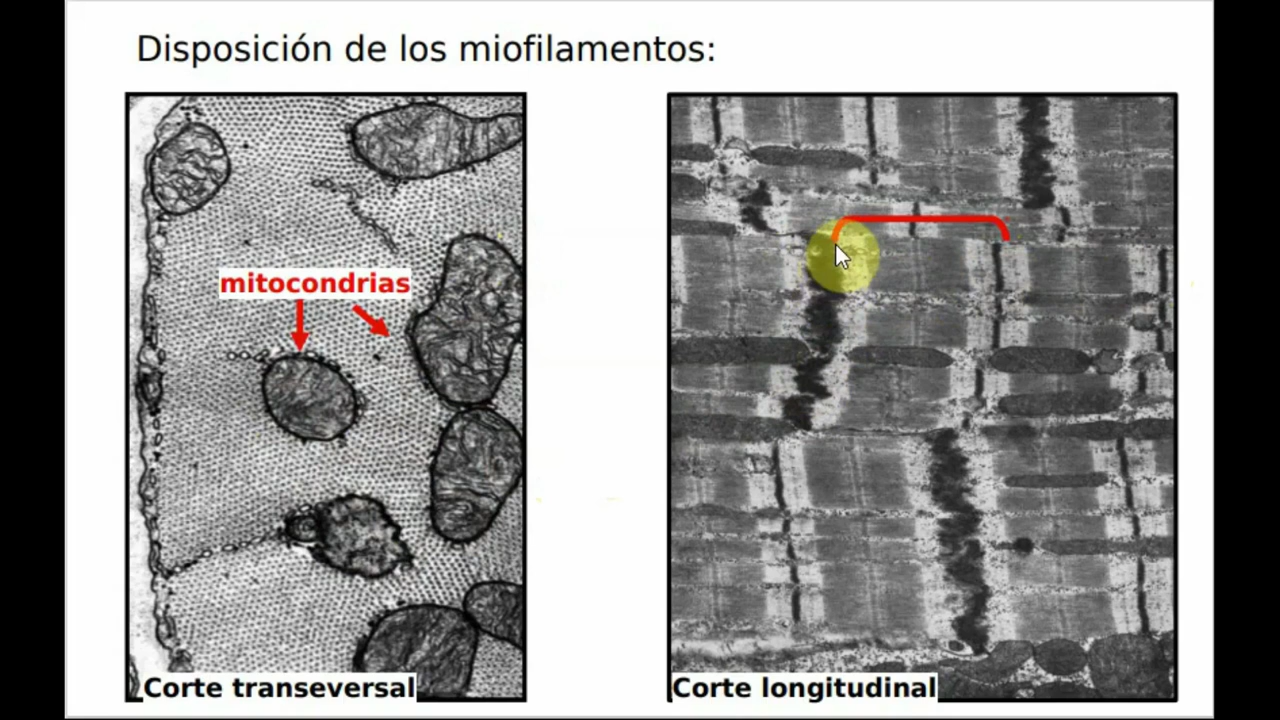 Disposición de los miofilamentos:
mitocondrias
Corte transeversal
Corte longitudinal